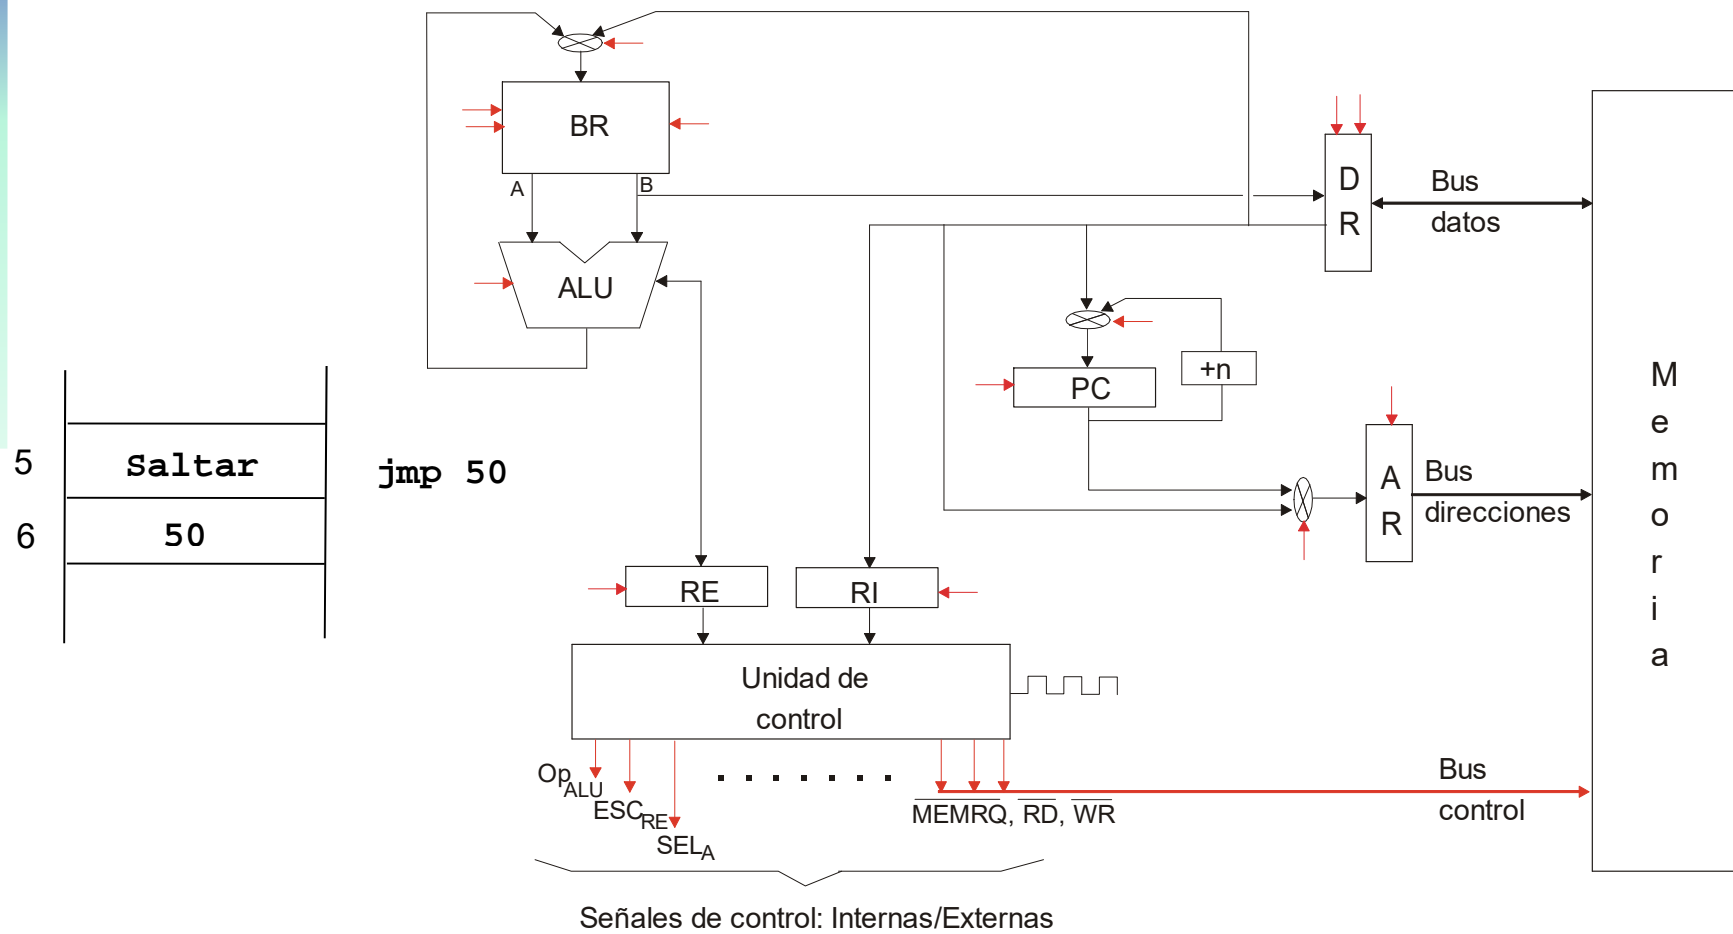 BR
A
B
D
R
Bus
datos
ALU
+n
PC
M
e
m
o
r
i
a
5
Saltar
jmp 50
6
50
A
R
Bus
direcciones
RE
RI
Unidad de
control
OpALU
ESCRE
SELA
.......
MEMRQ, RD, WR
Bus
control
Señales de control: Internas/Externas